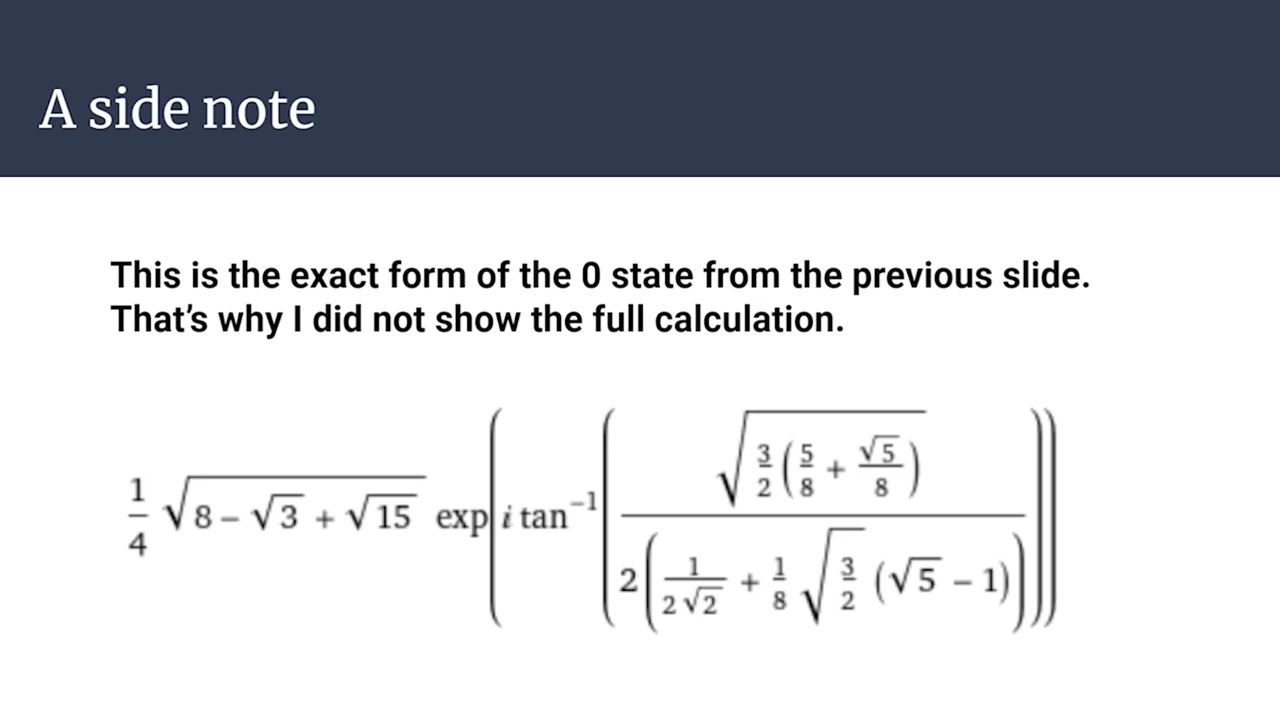 A side note
This is the exact form of the 0 state from the previous slide.
That’s why I did not show the full calculation.
1/4 √(8 − √3 + √15) exp(i tan⁻¹(√(3/2 (5/8 + √5/8)) / (2(1/(2√2) + 1/8 √(3/2) (√5 − 1)))))